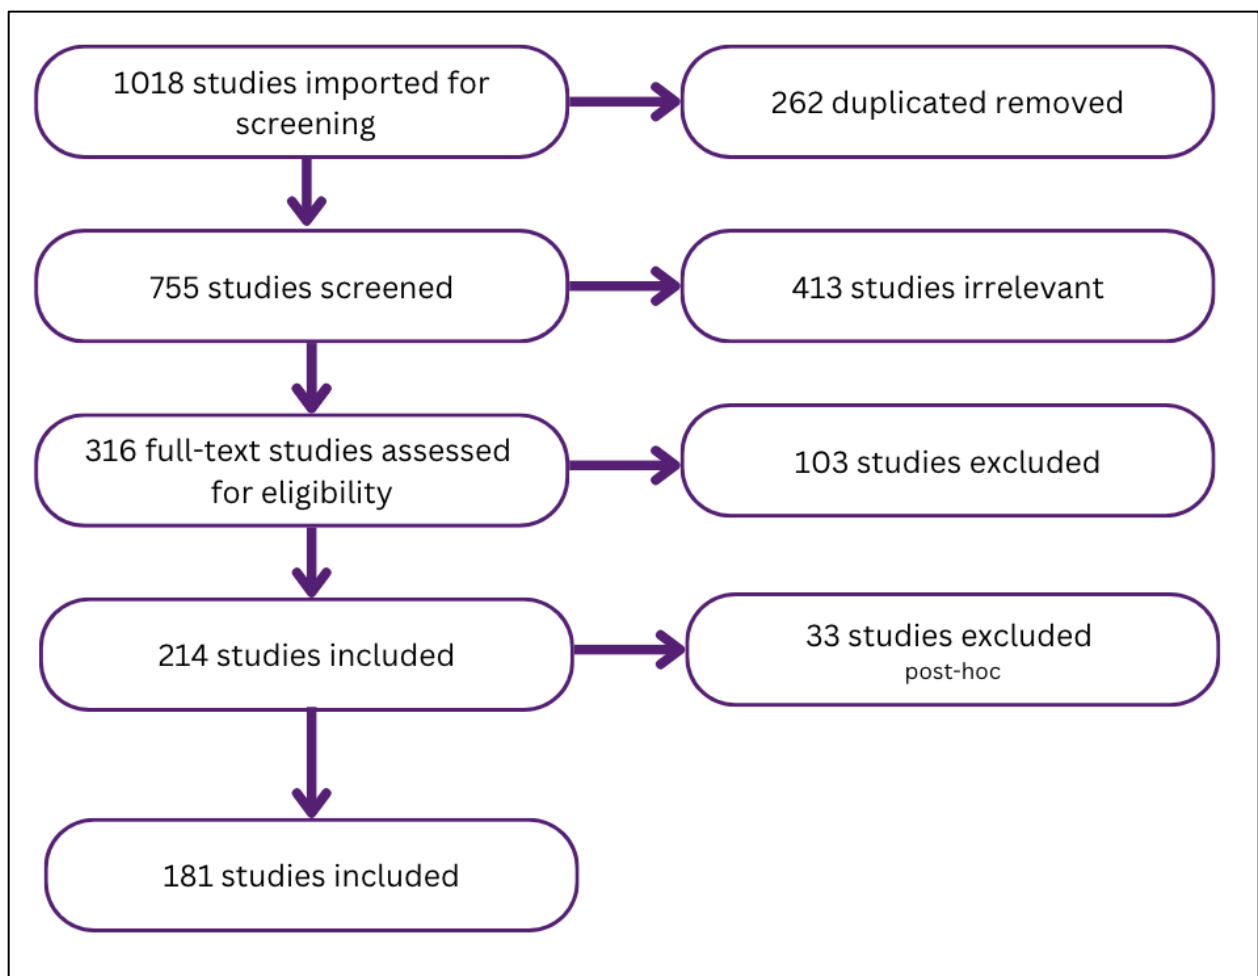 1018 studies imported for
screening
262 duplicated removed
755 studies screened
413 studies irrelevant
316 full-text studies assessed
for eligibility
103 studies excluded
214 studies included
33 studies excluded
post-hoc
181 studies included